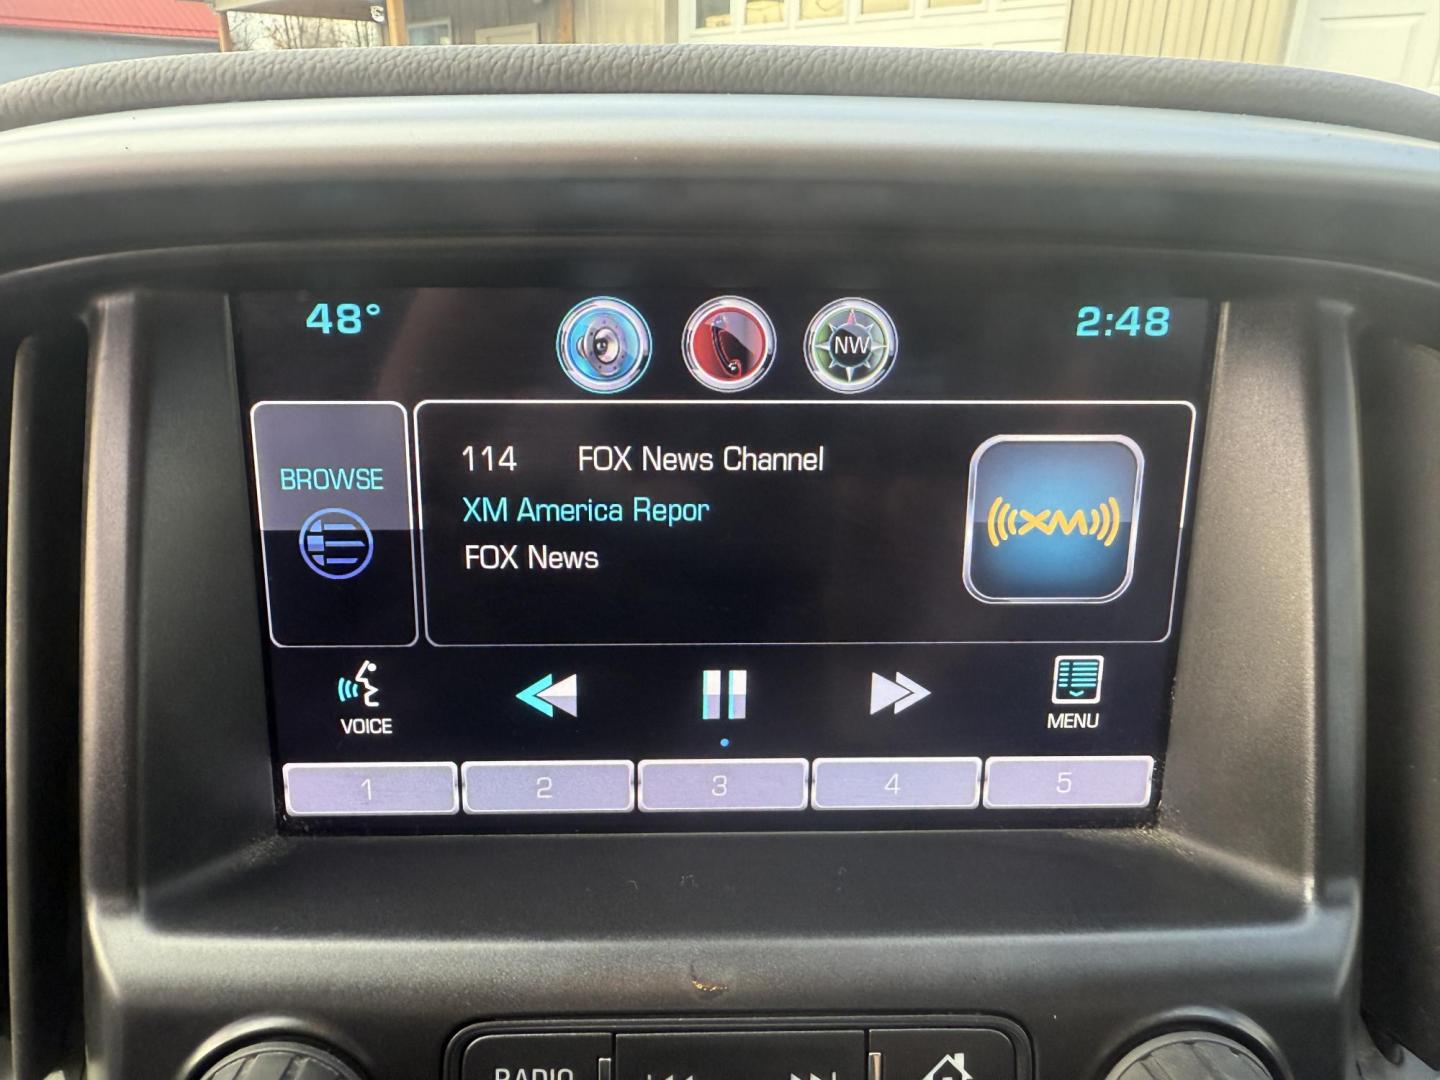 48°
NW
2:48
BROWSE
114 FOX News Channel
XM America Repor
FOX News
((((XM))))
VOICE
MENU
1 2 3 4 5
RADIO